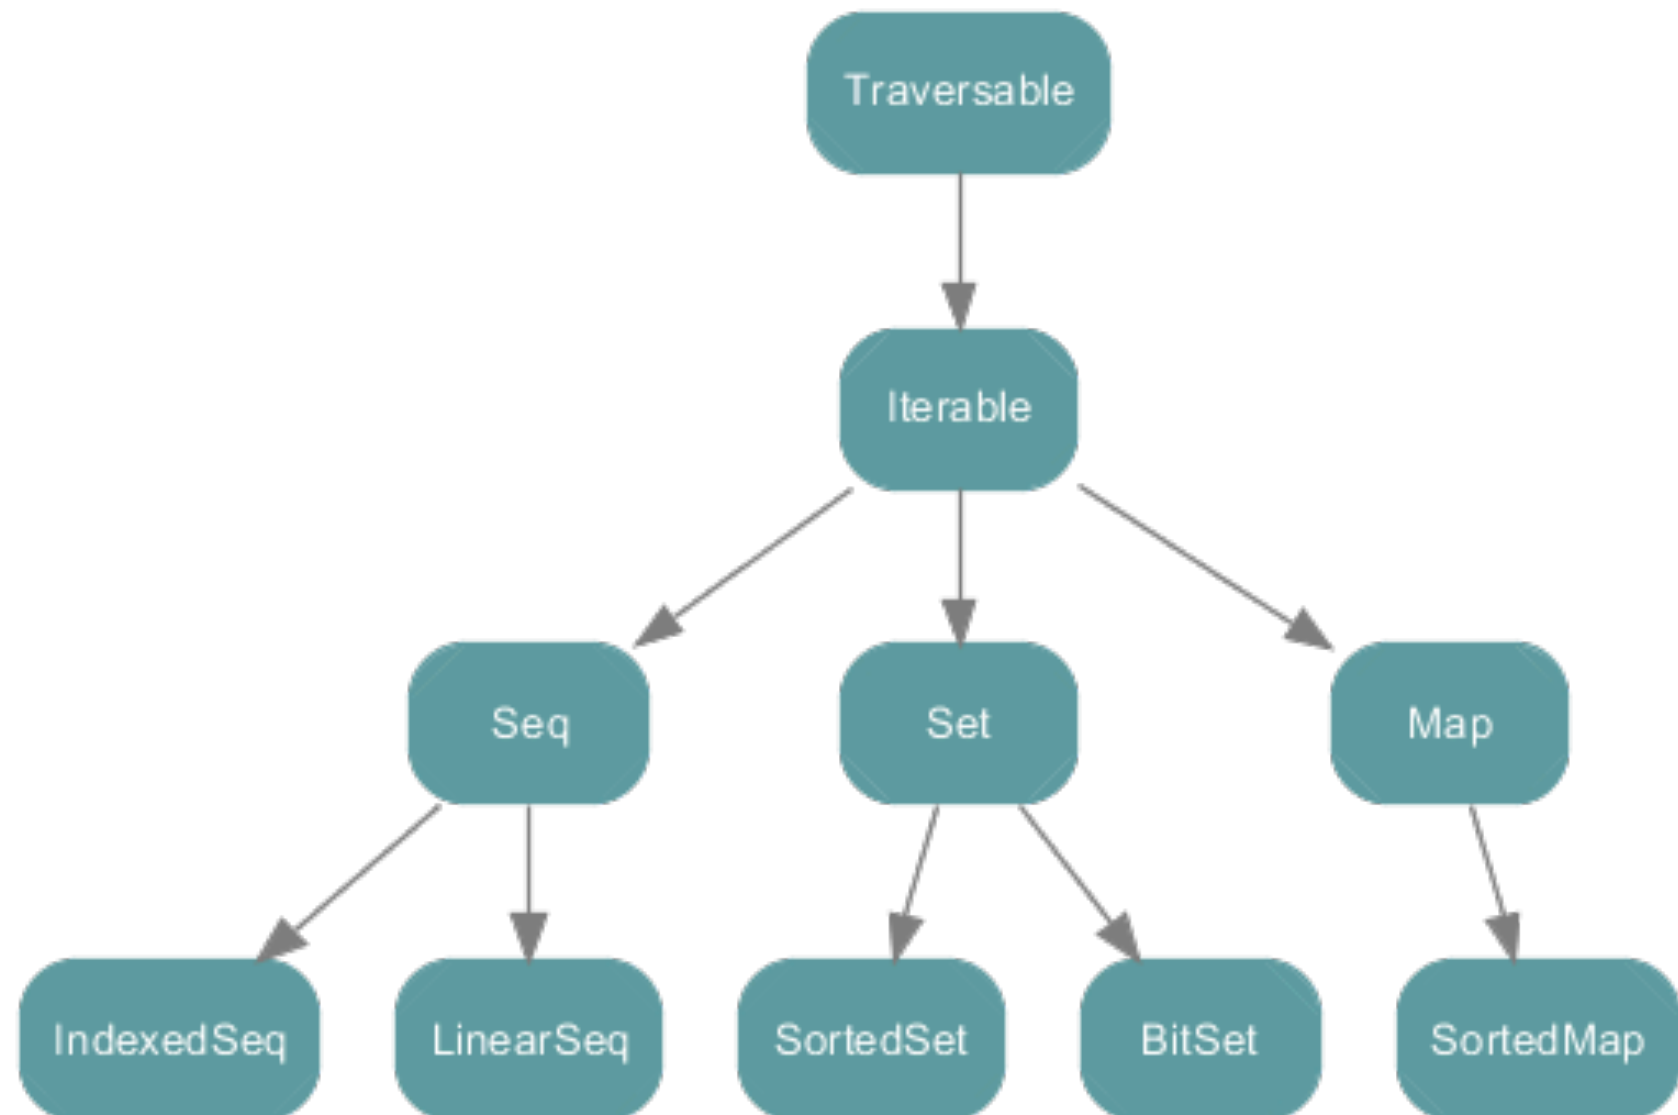 Traversable
Iterable
Seq
Set
Map
IndexedSeq
LinearSeq
SortedSet
BitSet
SortedMap